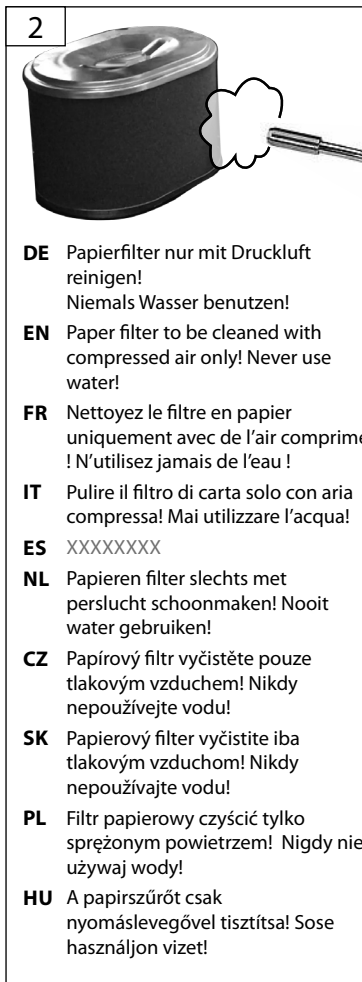 2
DE Papierfilter nur mit Druckluft
reinigen!
Niemals Wasser benutzen!
EN Paper filter to be cleaned with
compressed air only! Never use
water!
FR Nettoyez le filtre en papier
uniquement avec de l’air comprimé
! N’utilisez jamais de l’eau !
IT Pulire il filtro di carta solo con aria
compressa! Mai utilizzare l’acqua!
ES XXXXXXXX
NL Papieren filter slechts met
perslucht schoonmaken! Nooit
water gebruiken!
CZ Papírový filtr vyčistěte pouze
tlakovým vzduchem! Nikdy
nepoužívejte vodu!
SK Papierový filter vyčistite iba
tlakovým vzduchom! Nikdy
nepoužívajte vodu!
PL Filtr papierowy czyścić tylko
sprężonym powietrzem! Nigdy nie
używaj wody!
HU A papirszűrőt csak
nyomáslevegővel tisztítsa! Sose
használjon vizet!